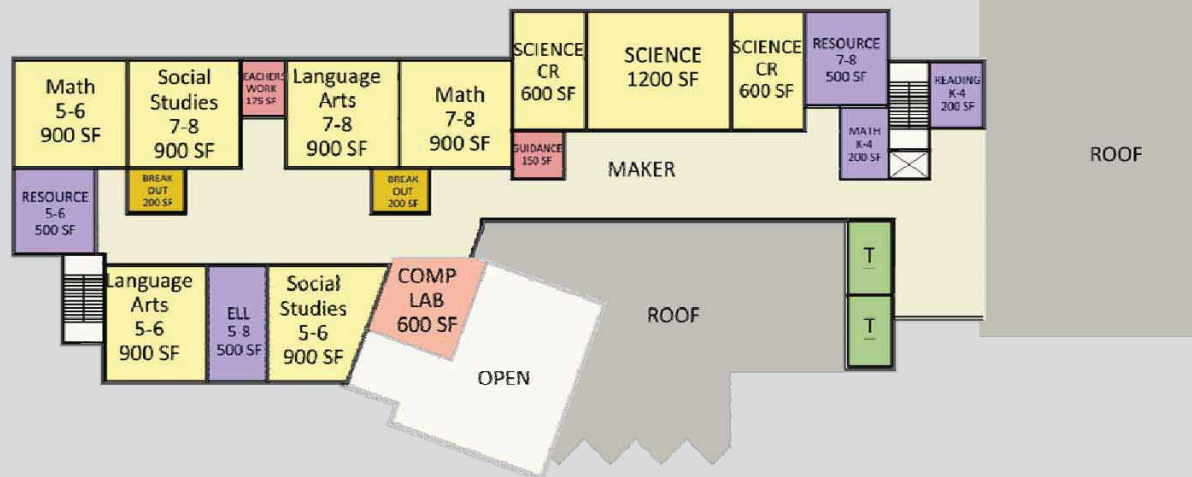 Math
5-6
900 SF
Social
Studies
7-8
900 SF
EACHERS
WORK
175 SF
Language
Arts
7-8
900 SF
Math
7-8
900 SF
SCIENCE
CR
600 SF
SCIENCE
1200 SF
SCIENCE
CR
600 SF
RESOURCE
7-8
500 SF
READING
K-4
200 SF
MATH
K-4
200 SF
GUIDANCE
150 SF
MAKER
ROOF
RESOURCE
5-6
500 SF
BREAK
OUT
200 SF
BREAK
OUT
200 SF
Language
Arts
5-6
900 SF
ELL
5-8
500 SF
Social
Studies
5-6
900 SF
COMP
LAB
600 SF
OPEN
ROOF
T
T